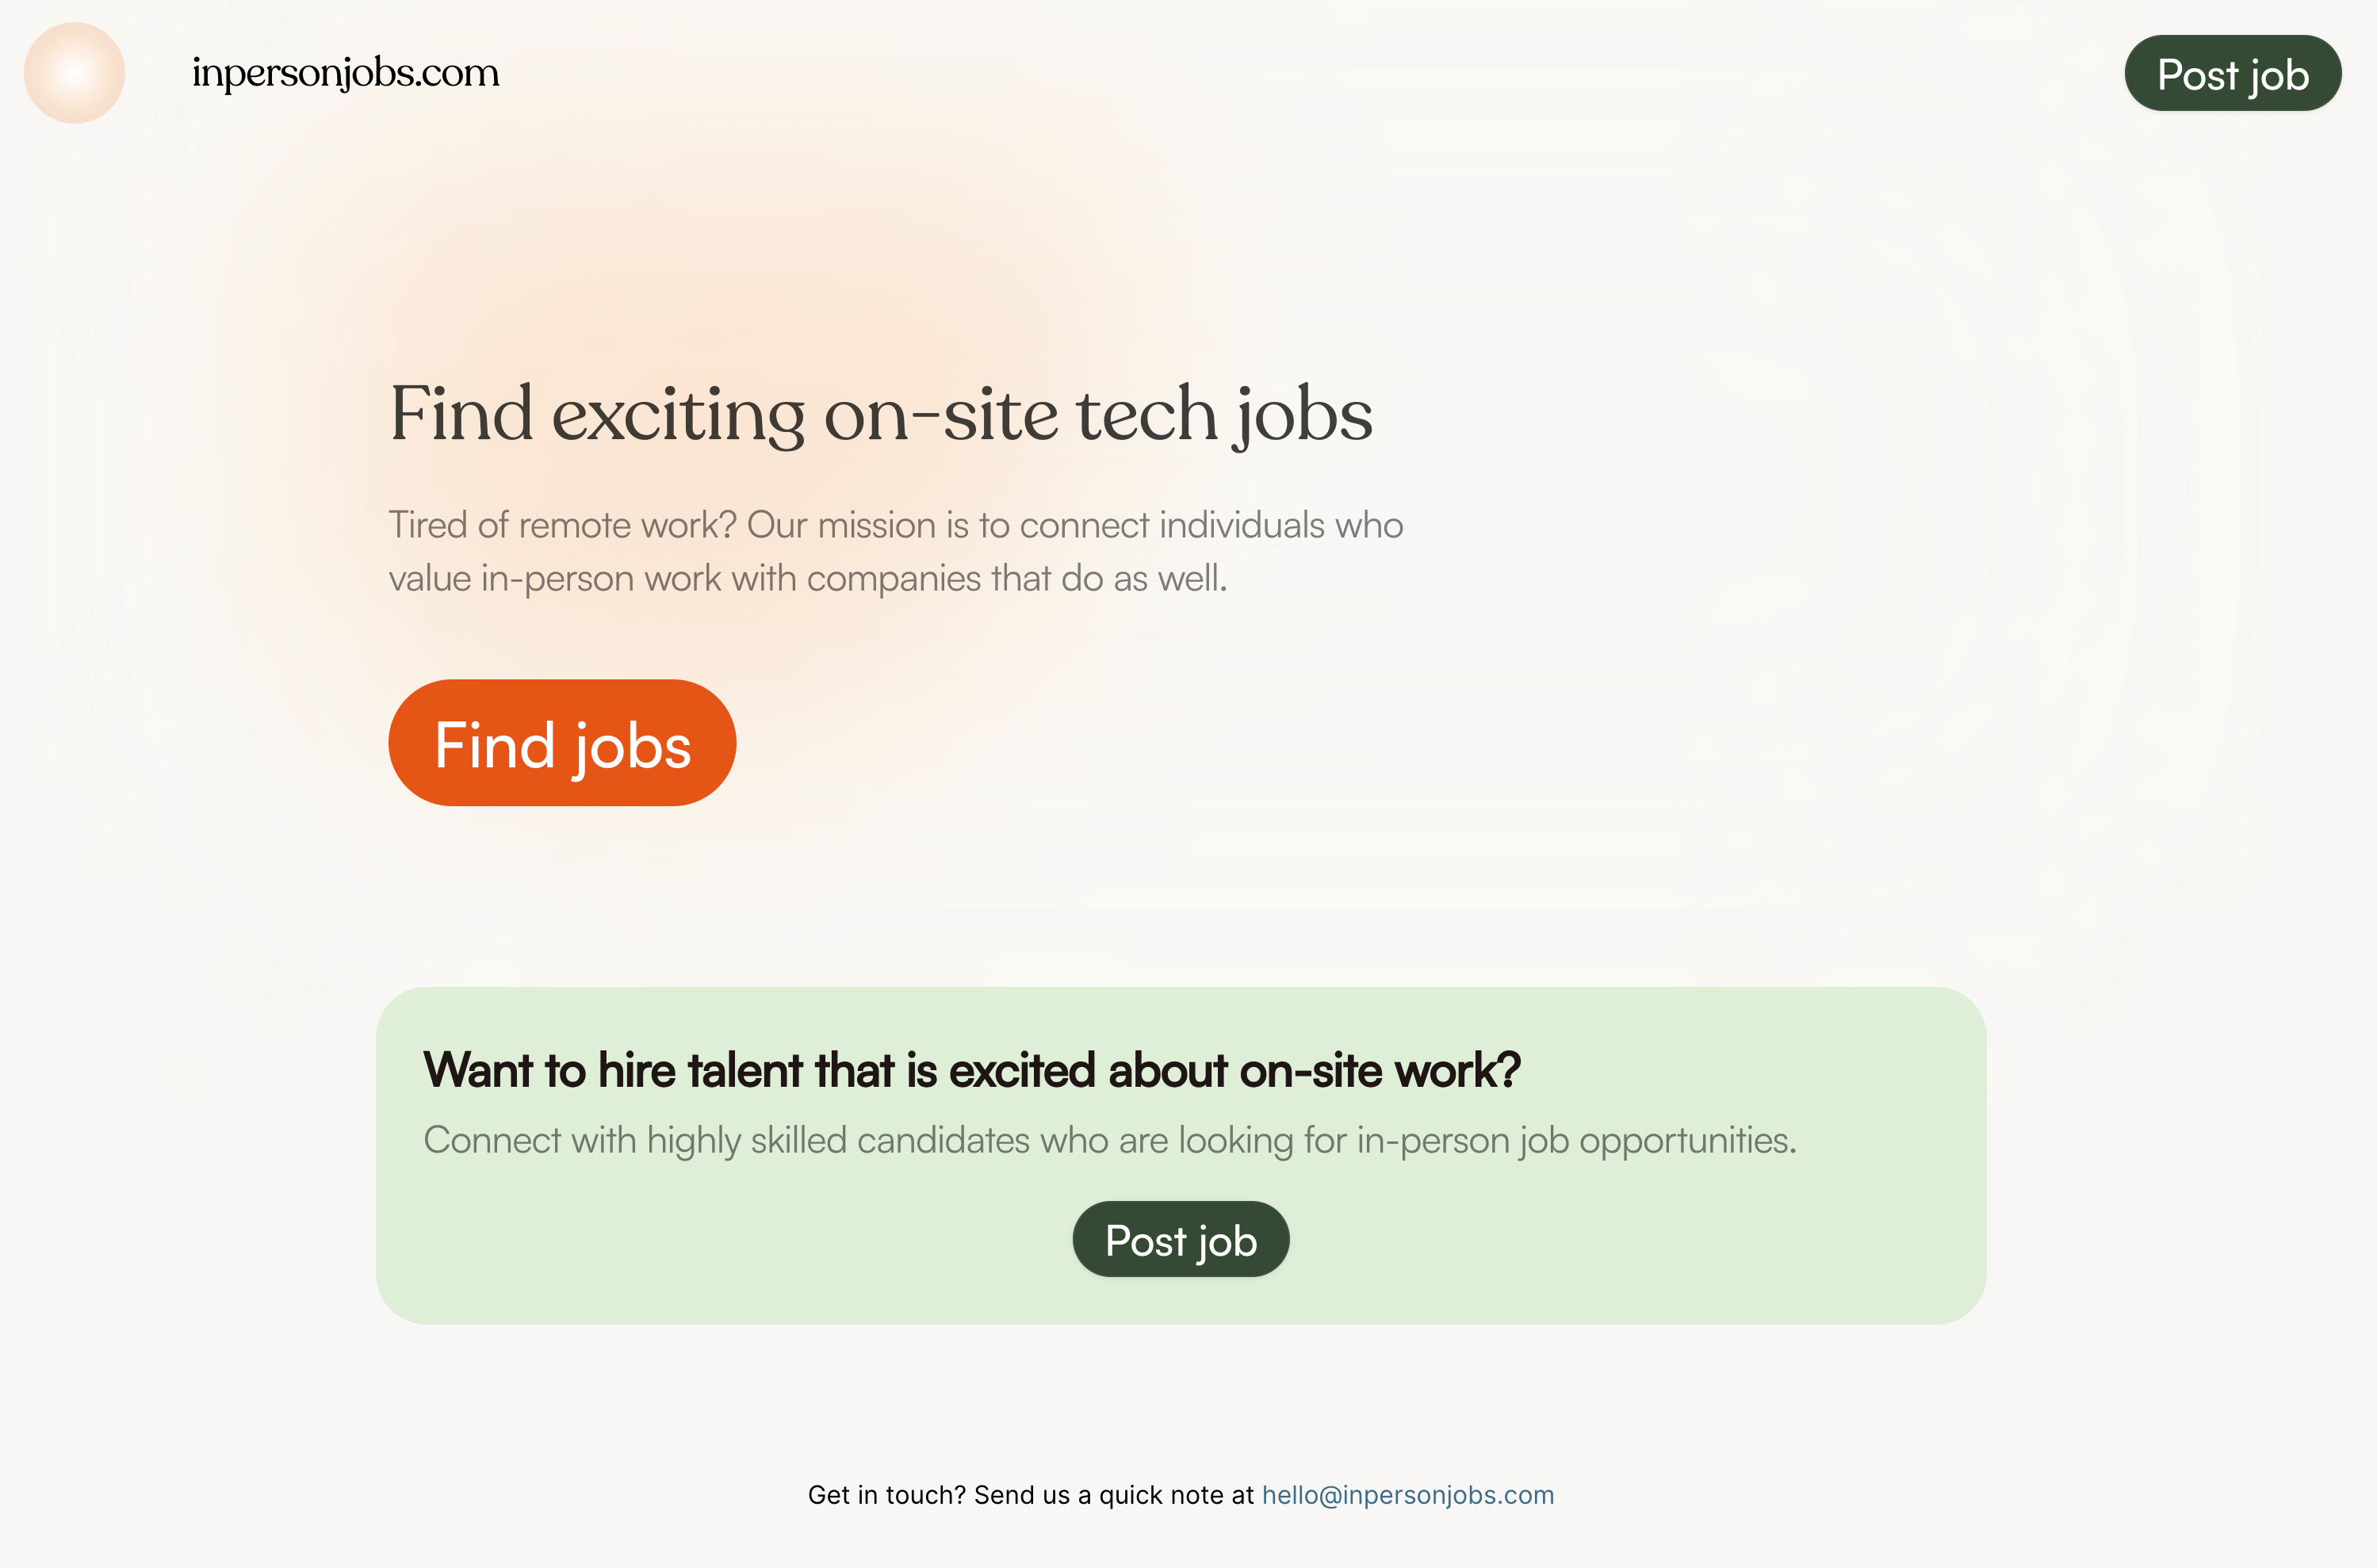 inpersonjobs.com
Post job
Find exciting on-site tech jobs
Tired of remote work? Our mission is to connect individuals who
value in-person work with companies that do as well.
Find jobs
Want to hire talent that is excited about on-site work?
Connect with highly skilled candidates who are looking for in-person job opportunities.
Post job
Get in touch? Send us a quick note at hello@inpersonjobs.com